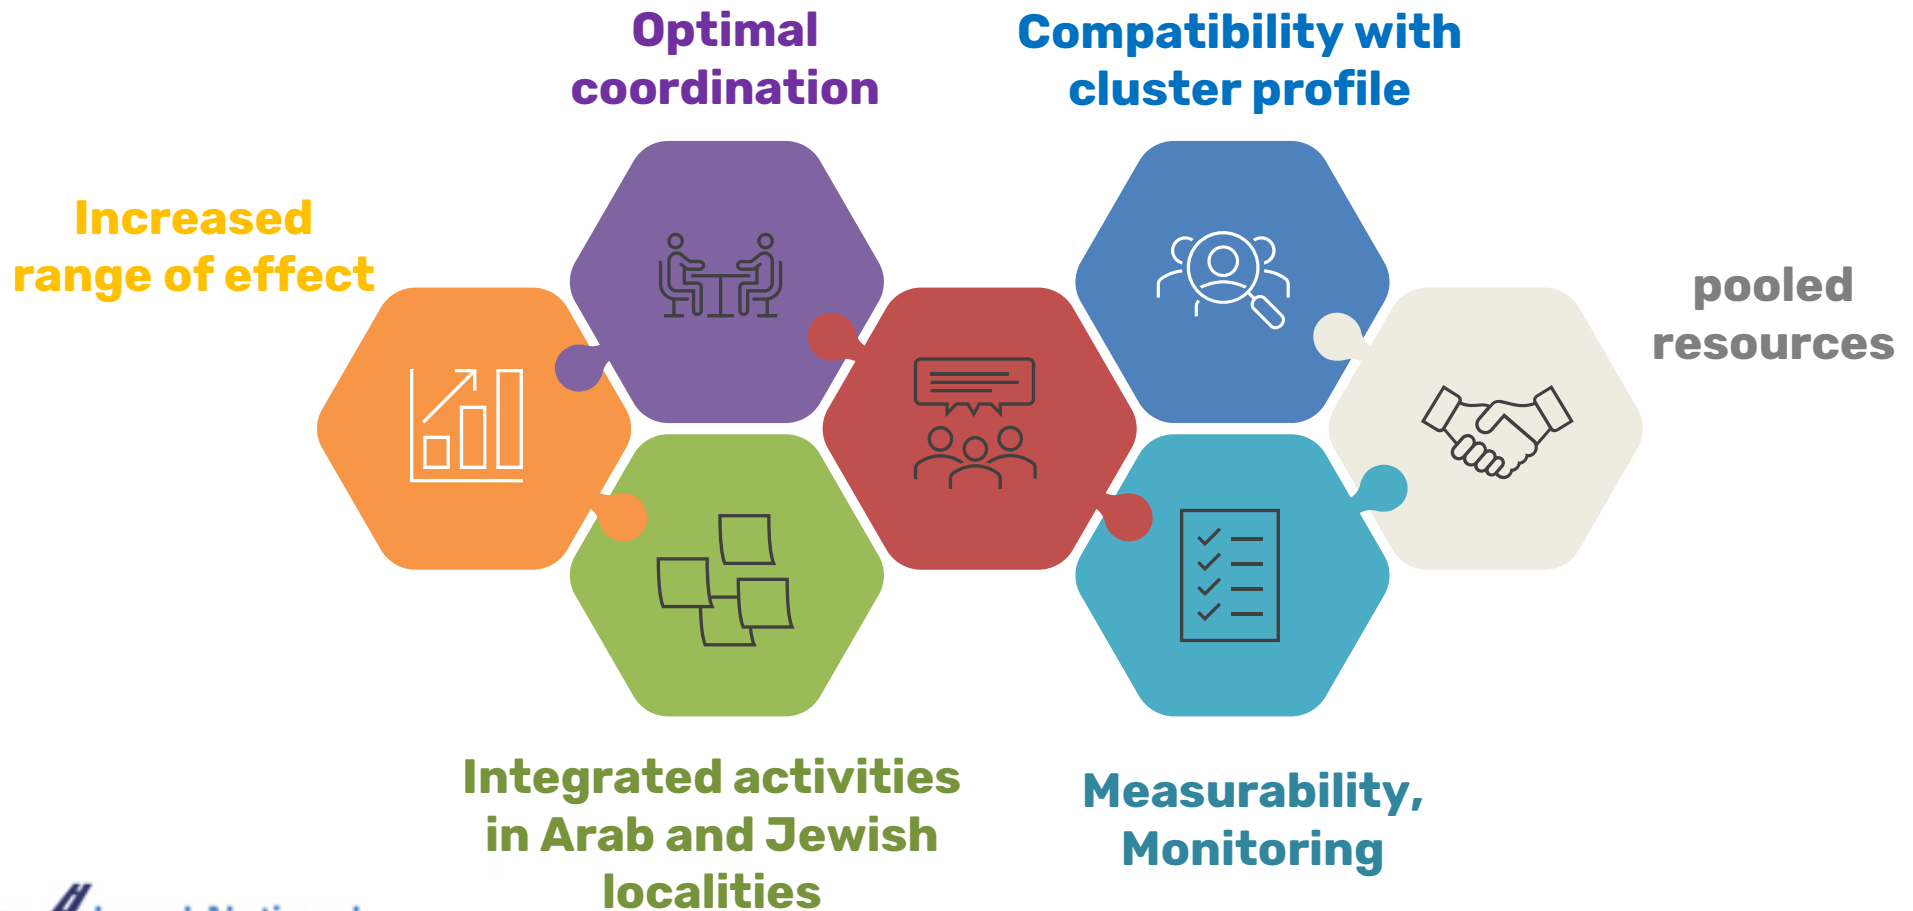 Optimal
coordination
Compatibility with
cluster profile
Increased
range of effect
pooled
resources
Integrated activities
in Arab and Jewish
localities
Measurability,
Monitoring